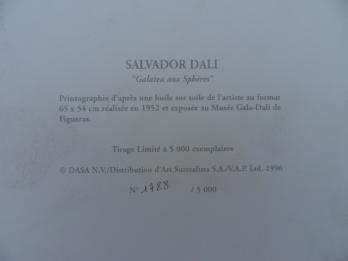 SALVADOR DALI
"Galatea aux Sphères"
Printographie d'après une huile sur toile de l'artiste au format
65 x 54 cm réalisée en 1952 et exposée au Musée Gala-Dali de
Figueras.
Tirage Limité à 5 000 exemplaires
© DASA N.V./Distribution d'Art Surrealiste S.A./V.A.P. Ltd.-1996
N° 1788 / 5 000